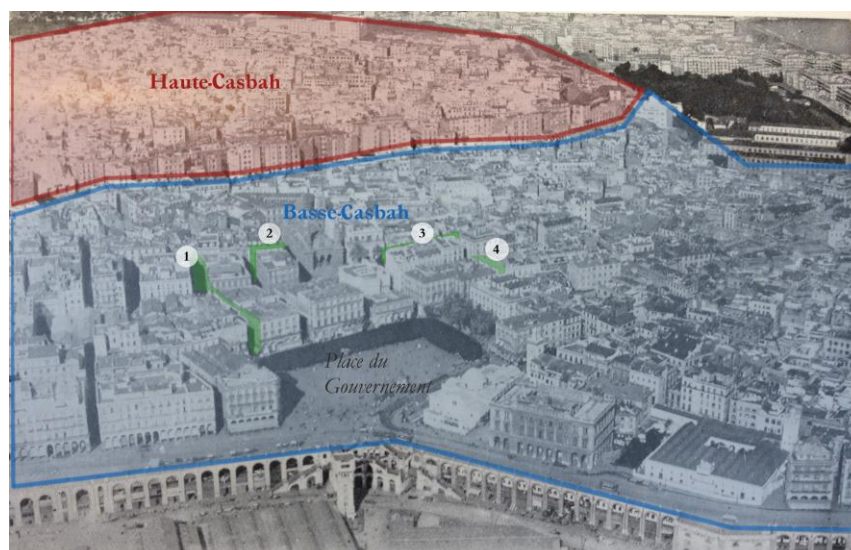 Haute-Casbah
Basse-Casbah
1
2
3
4
Place du
Gouvernement